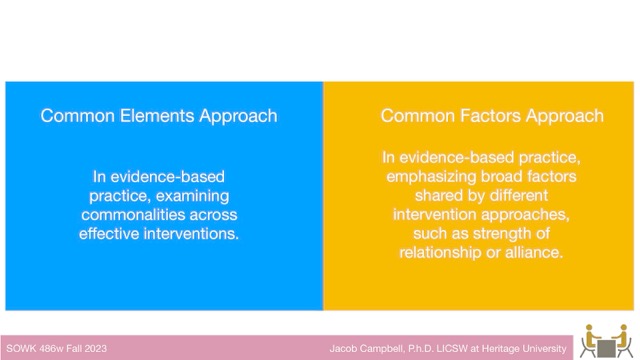 Common Elements Approach
In evidence-based
practice, examining
commonalities across
effective interventions.
Common Factors Approach
In evidence-based practice,
emphasizing broad factors
shared by different
intervention approaches,
such as strength of
relationship or alliance.
SOWK 486w Fall 2023
Jacob Campbell, P.h.D. LICSW at Heritage University